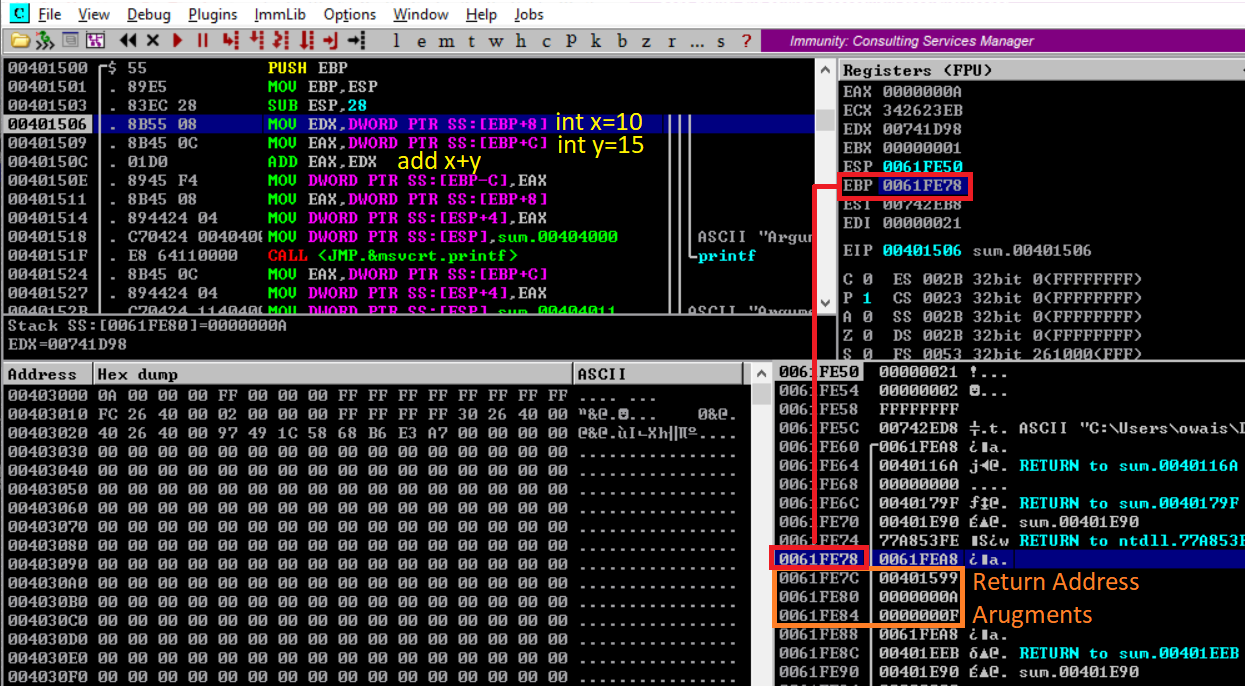 C File View Debug Plugins ImmLib Options Window Help Jobs
l e m t w h c P k b z r ... s ? Immunity: Consulting Services Manager
00401500 $ 55 PUSH EBP
00401501 . 89E5 MOV EBP,ESP
00401503 . 83EC 28 SUB ESP,28
00401506 . 8B55 08 MOV EDX,DWORD PTR SS:[EBP+8] int x=10
00401509 . 8B45 0C MOV EAX,DWORD PTR SS:[EBP+C] int y=15
0040150C . 01D0 ADD EAX,EDX add x+y
0040150E . 8945 F4 MOV DWORD PTR SS:[EBP-C],EAX
00401511 . 8B45 08 MOV EAX,DWORD PTR SS:[EBP+8]
00401514 . 894424 04 MOV DWORD PTR SS:[ESP+4],EAX
00401518 . C70424 004040 MOV DWORD PTR SS:[ESP],sum.00404000 ASCII "Argum
0040151F . E8 64110000 CALL <JMP.&msvcrt.printf> printf
00401524 . 8B45 0C MOV EAX,DWORD PTR SS:[EBP+C]
00401527 . 894424 04 MOV DWORD PTR SS:[ESP+4],EAX
0040152B . C70424 114040 MOV DWORD PTR SS:[ESP],sum.00404011 ASCII "Argume
Stack SS:[0061FE80]=0000000A
EDX=00741D98
Registers (FPU)
EAX 0000000A
ECX 342623EB
EDX 00741D98
EBX 00000001
ESP 0061FE50
EBP 0061FE78
ESI 00742EB8
EDI 00000021
EIP 00401506 sum.00401506
C 0 ES 002B 32bit 0(FFFFFFFF)
P 1 CS 0023 32bit 0(FFFFFFFF)
A 0 SS 002B 32bit 0(FFFFFFFF)
Z 0 DS 002B 32bit 0(FFFFFFFF)
S 0 FS 0053 32bit 261000(FFF)
Address Hex dump ASCII
00403000 0A 00 00 00 FF 00 00 00 FF FF FF FF FF FF FF FF .... ...
00403010 FC 26 40 00 02 00 00 00 FF FF FF FF 30 26 40 00 ⁿ&@.☻... 0&@.
00403020 40 26 40 00 97 49 1C 58 68 B6 E3 A7 00 00 00 00 @&@.ùI∟Xh╢πº....
00403030 00 00 00 00 00 00 00 00 00 00 00 00 00 00 00 00 ................
00403040 00 00 00 00 00 00 00 00 00 00 00 00 00 00 00 00 ................
00403050 00 00 00 00 00 00 00 00 00 00 00 00 00 00 00 00 ................
00403060 00 00 00 00 00 00 00 00 00 00 00 00 00 00 00 00 ................
00403070 00 00 00 00 00 00 00 00 00 00 00 00 00 00 00 00 ................
00403080 00 00 00 00 00 00 00 00 00 00 00 00 00 00 00 00 ................
00403090 00 00 00 00 00 00 00 00 00 00 00 00 00 00 00 00 ................
004030A0 00 00 00 00 00 00 00 00 00 00 00 00 00 00 00 00 ................
004030B0 00 00 00 00 00 00 00 00 00 00 00 00 00 00 00 00 ................
004030C0 00 00 00 00 00 00 00 00 00 00 00 00 00 00 00 00 ................
004030D0 00 00 00 00 00 00 00 00 00 00 00 00 00 00 00 00 ................
004030E0 00 00 00 00 00 00 00 00 00 00 00 00 00 00 00 00 ................
004030F0 00 00 00 00 00 00 00 00 00 00 00 00 00 00 00 00 ................
0061FE50 00000021 !...
0061FE54 00000002 ☻...
0061FE58 FFFFFFFF
0061FE5C 00742ED8 ╪.t. ASCII "C:\Users\owais\D
0061FE60 0061FEA8 ¿■a.
0061FE64 0040116A j◄@. RETURN to sum.0040116A
0061FE68 00000000 ....
0061FE6C 0040179F ƒ‡@. RETURN to sum.0040179F
0061FE70 00401E90 É▲@. sum.00401E90
0061FE74 77A853FE ■S¿w RETURN to ntdll.77A853F
0061FE78 0061FEA8 ¿■a.
0061FE7C 00401599 Return Address
0061FE80 0000000A
0061FE84 0000000F Arugments
0061FE88 0061FEA8 ¿■a.
0061FE8C 00401EEB δ▲@. RETURN to sum.00401EEB
0061FE90 00401E90 É▲@. sum.00401E90